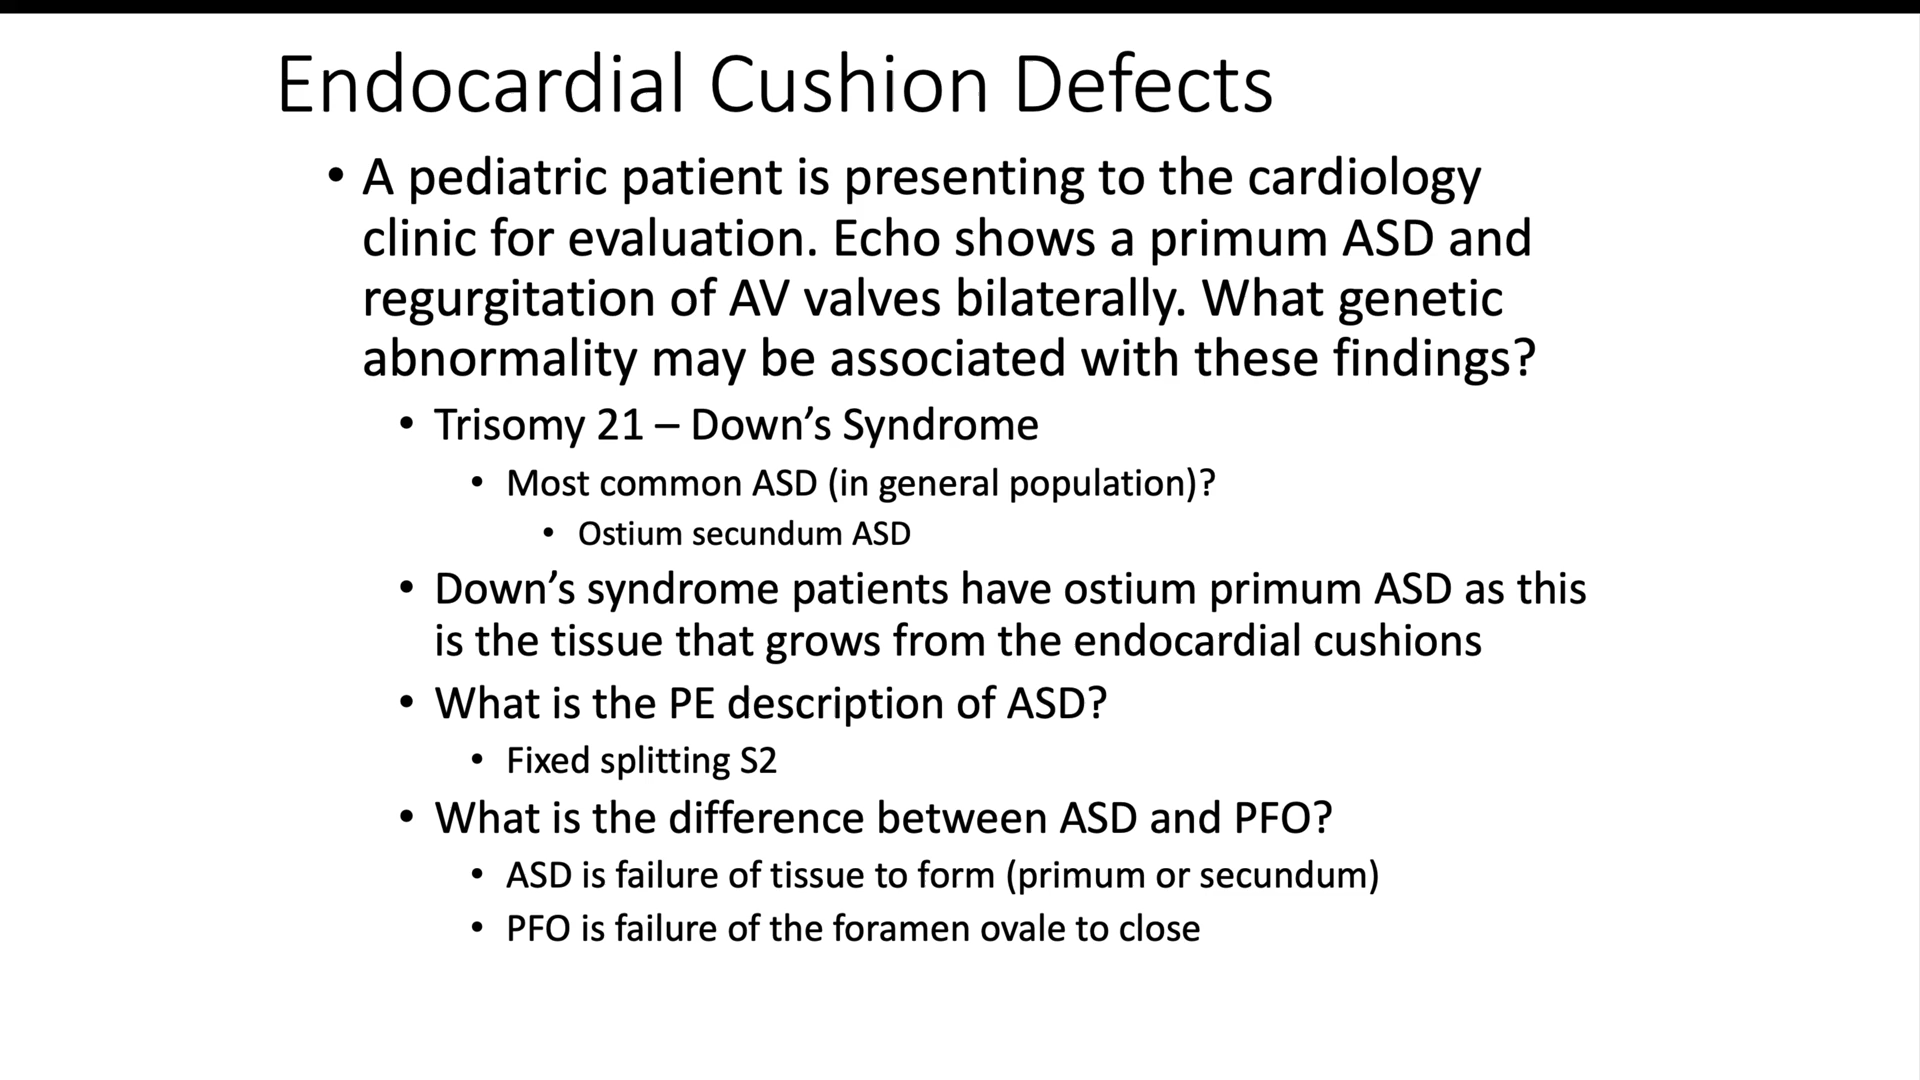 Endocardial Cushion Defects
• A pediatric patient is presenting to the cardiology
clinic for evaluation. Echo shows a primum ASD and
regurgitation of AV valves bilaterally. What genetic
abnormality may be associated with these findings?
• Trisomy 21 – Down’s Syndrome
• Most common ASD (in general population)?
• Ostium secundum ASD
• Down’s syndrome patients have ostium primum ASD as this
is the tissue that grows from the endocardial cushions
• What is the PE description of ASD?
• Fixed splitting S2
• What is the difference between ASD and PFO?
• ASD is failure of tissue to form (primum or secundum)
• PFO is failure of the foramen ovale to close